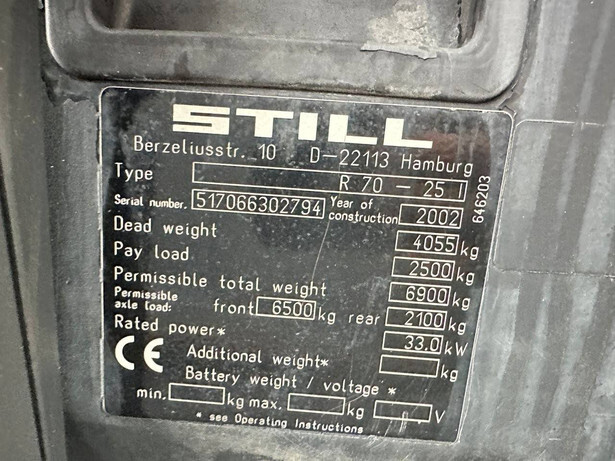 STILL
Berzeliusstr. 10 D-22113 Hamburg
Type R 70 - 25 I
Serial number. 517066302794 Year of construction 2002
Dead weight 4055 kg
Pay load 2500 kg
Permissible total weight 6900 kg
Permissible axle load: front 6500 kg rear 2100 kg
Rated power* 33.0 kW
CE Additional weight* kg
Battery weight / voltage *
min. kg max. kg V
* see Operating Instructions
846203